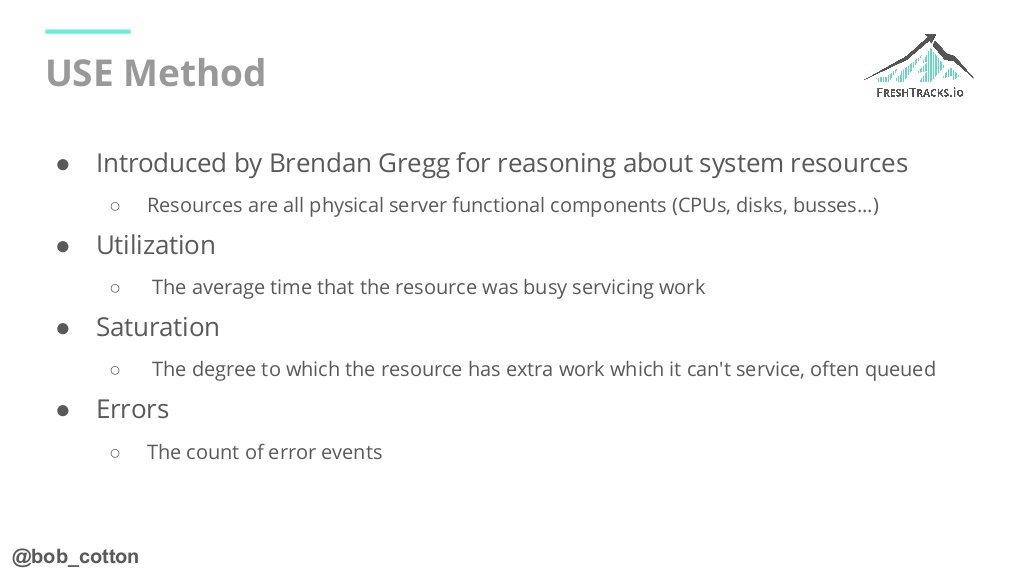 USE Method
FRESHTRACKS.io
● Introduced by Brendan Gregg for reasoning about system resources
○ Resources are all physical server functional components (CPUs, disks, busses...)
● Utilization
○ The average time that the resource was busy servicing work
● Saturation
○ The degree to which the resource has extra work which it can't service, often queued
● Errors
○ The count of error events
@bob_cotton